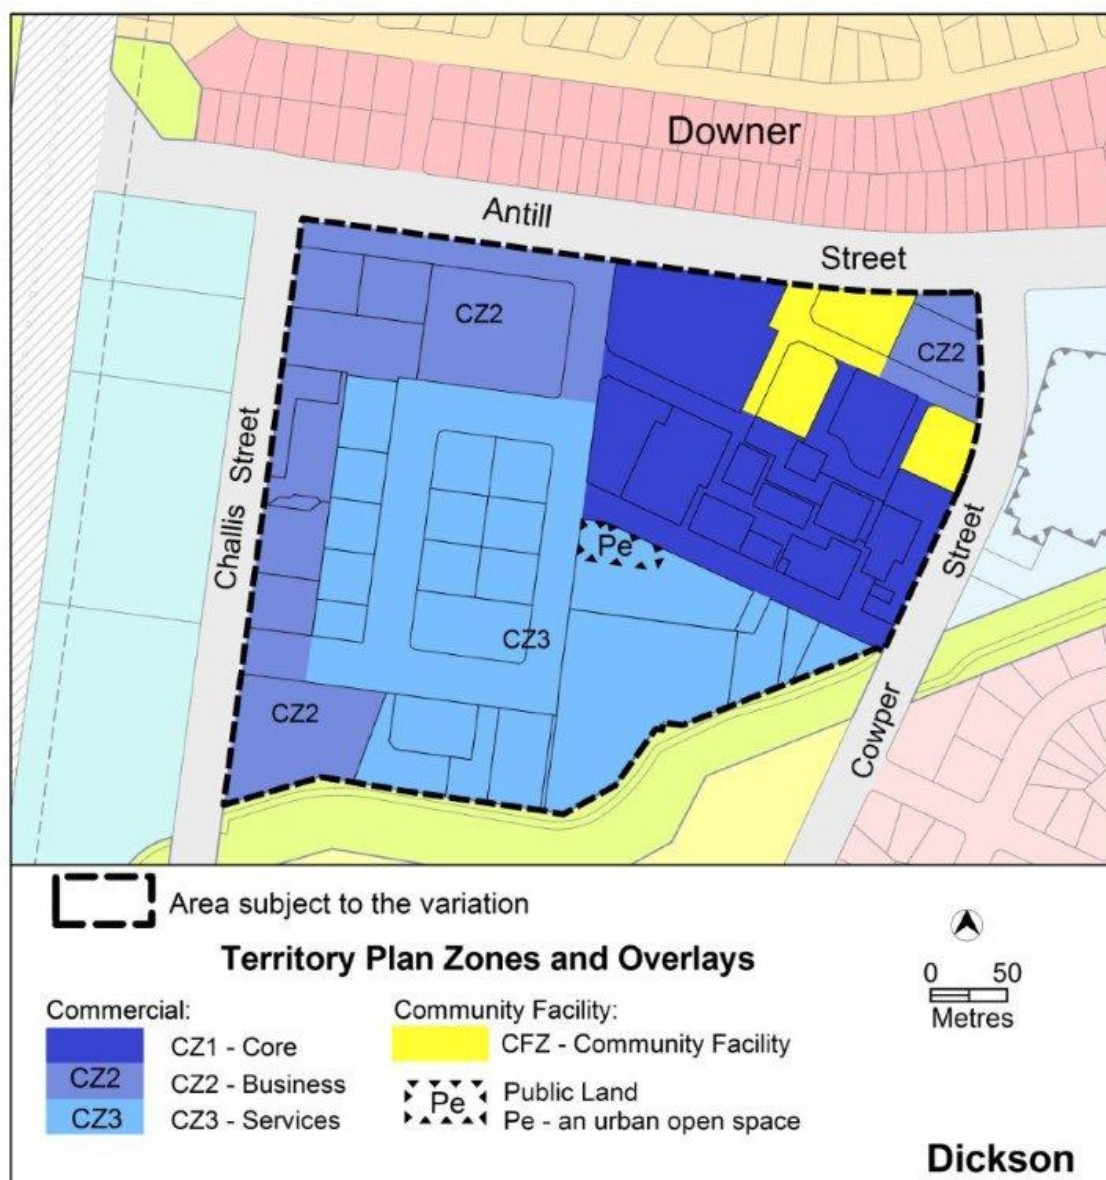 Downer
Antill
Street
CZ2
CZ2
Challis Street
Pe
CZ3
Street
CZ2
Cowper
Area subject to the variation
Territory Plan Zones and Overlays
Commercial:
CZ1 - Core
CZ2 CZ2 - Business
CZ3 CZ3 - Services
Community Facility:
CFZ - Community Facility
Pe Public Land
Pe - an urban open space
0 50
Metres
Dickson